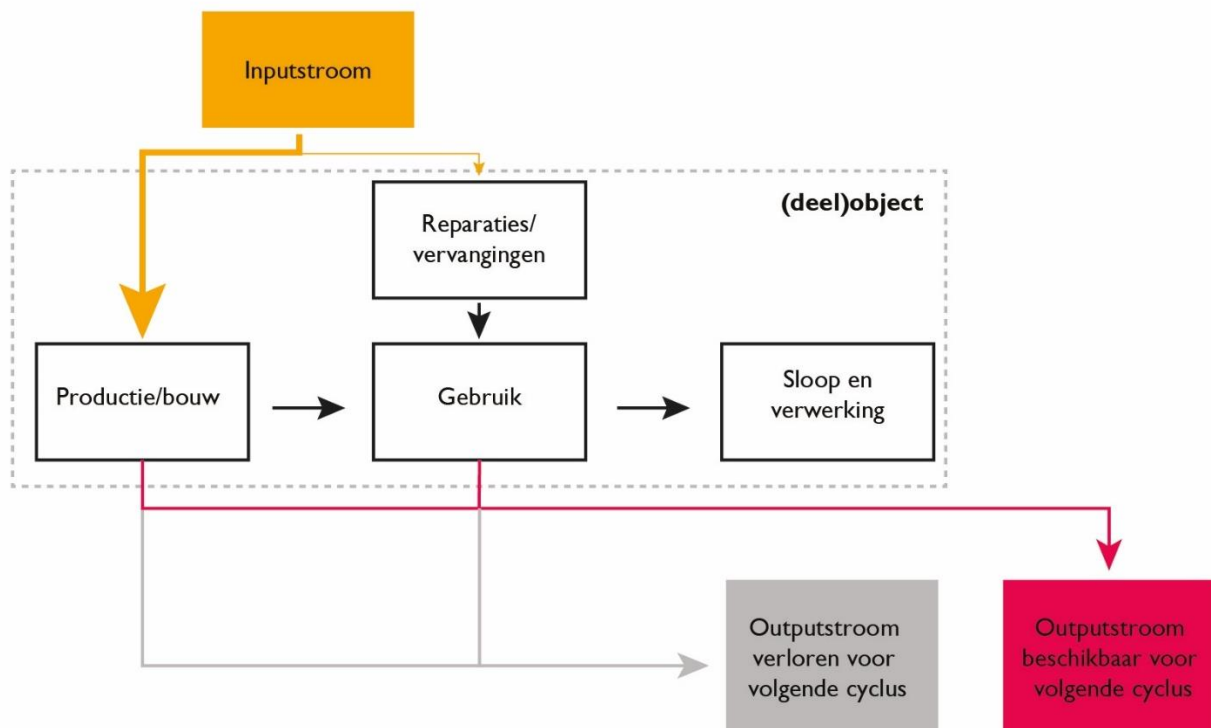 Inputstroom
(deel)object
Reparaties/
vervangingen
Productie/bouw
Gebruik
Sloop en
verwerking
Outputstroom
verloren voor
volgende cyclus
Outputstroom
beschikbaar voor
volgende cyclus